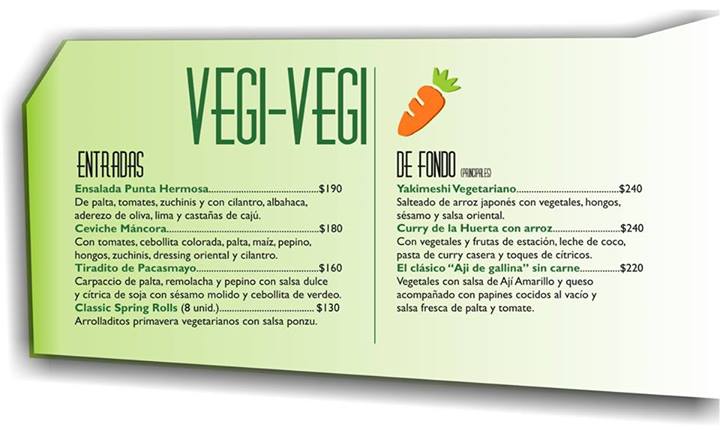 VEGI-VEGI
ENTRADAS
Ensalada Punta Hermosa..............................$190
De palta, tomates, zuchinis y con cilantro, albahaca,
aderezo de oliva, lima y castañas de cajú.
Ceviche Máncora..........................................$180
Con tomates, cebollita colorada, palta, maíz, pepino,
hongos, zuchinis, dressing oriental y cilantro.
Tiradito de Pacasmayo.................................$160
Carpaccio de palta, remolacha y pepino con salsa dulce
y cítrica de soja con sésamo molido y cebollita de verdeo.
Classic Spring Rolls (8 unid.)......................... $130
Arrolladitos primavera vegetarianos con salsa ponzu.
DE FONDO (PRINCIPALES)
Yakimeshi Vegetariano............................$240
Salteado de arroz japonés con vegetales, hongos,
sésamo y salsa oriental.
Curry de la Huerta con arroz...................$240
Con vegetales y frutas de estación, leche de coco,
pasta de curry casera y toques de cítricos.
El clásico "Aji de gallina" sin carne..........$220
Vegetales con salsa de Ají Amarillo y queso
acompañado con papines cocidos al vacío y
salsa fresca de palta y tomate.